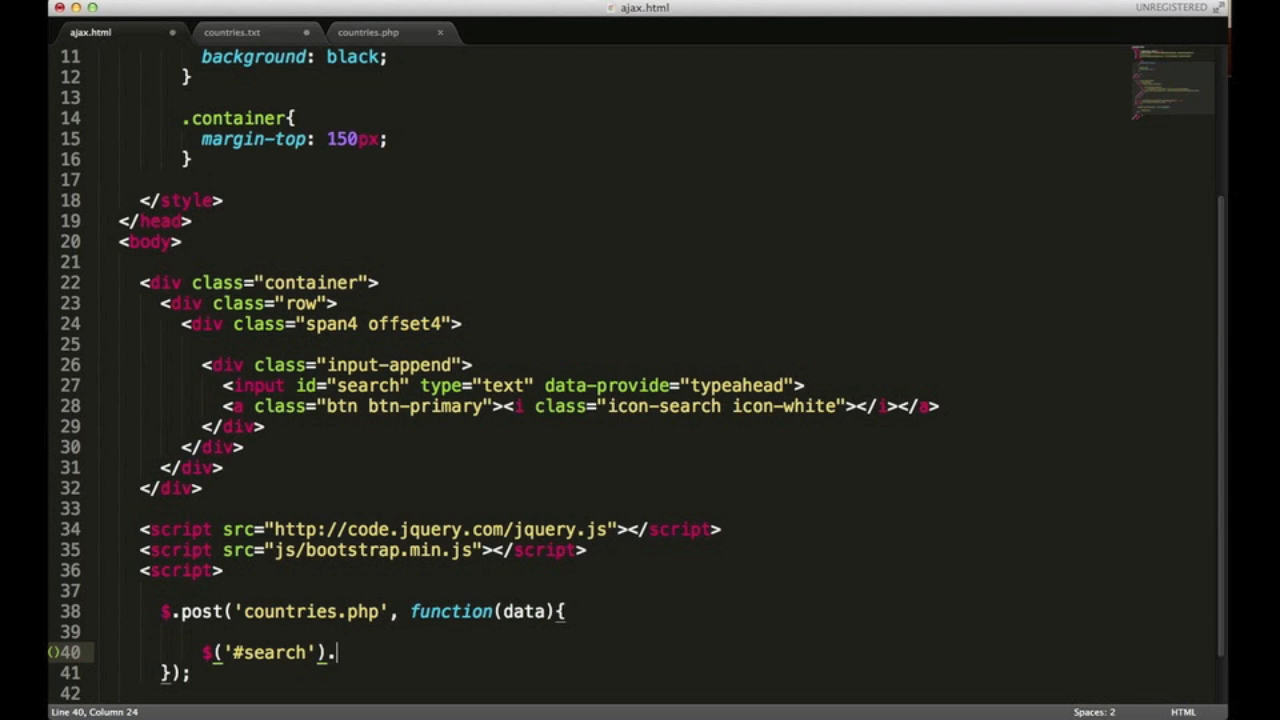 ajax.html
UNREGISTERED
ajax.html
countries.txt
countries.php
11 background: black;
12 }
13
14 .container{
15 margin-top: 150px;
16 }
17
18 </style>
19 </head>
20 <body>
21
22 <div class="container">
23 <div class="row">
24 <div class="span4 offset4">
25
26 <div class="input-append">
27 <input id="search" type="text" data-provide="typeahead">
28 <a class="btn btn-primary"><i class="icon-search icon-white"></i></a>
29 </div>
30 </div>
31 </div>
32 </div>
33
34 <script src="http://code.jquery.com/jquery.js"></script>
35 <script src="js/bootstrap.min.js"></script>
36 <script>
37
38 $.post('countries.php', function(data){
39
()40 $('#search').
41 });
42
Line 40, Column 24
Spaces: 2
HTML